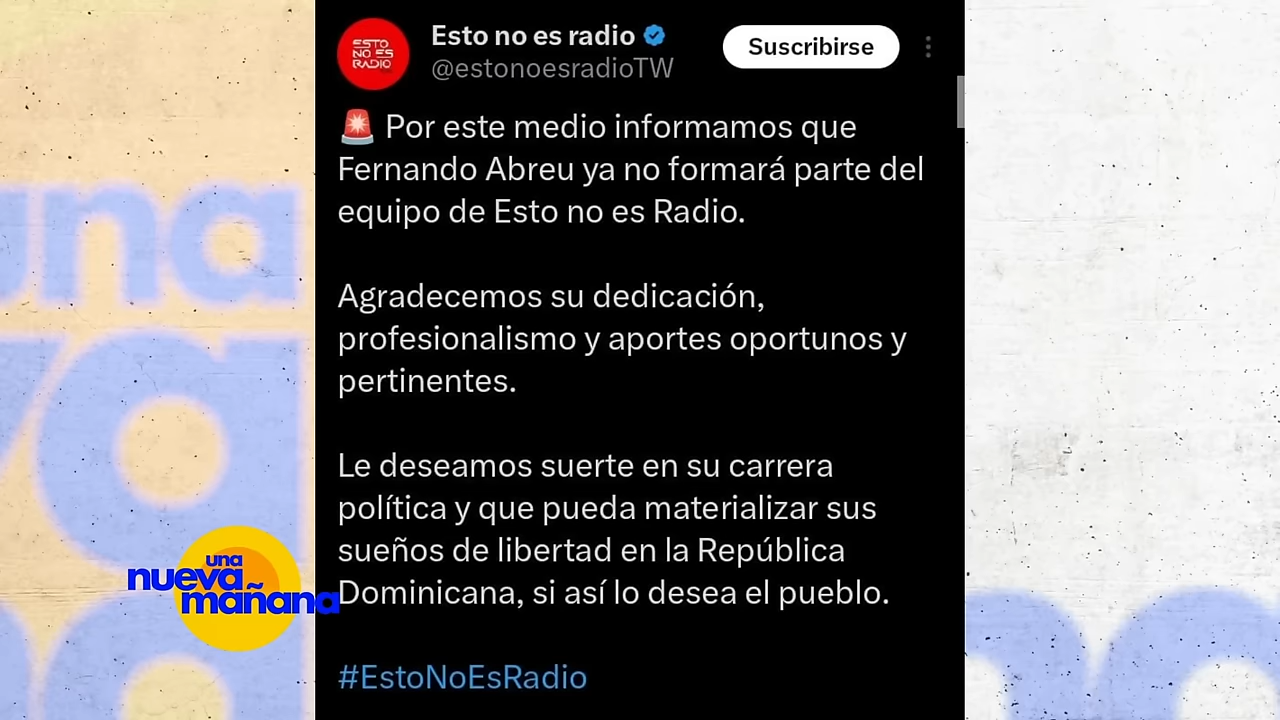 ESTO
NO ES
RADIO
Esto no es radio
@estonoesradioTW
Suscribirse
🚨 Por este medio informamos que
Fernando Abreu ya no formará parte del
equipo de Esto no es Radio.
Agradecemos su dedicación,
profesionalismo y aportes oportunos y
pertinentes.
Le deseamos suerte en su carrera
política y que pueda materializar sus
sueños de libertad en la República
Dominicana, si así lo desea el pueblo.
#EstoNoEsRadio
una
nueva
mañana
una